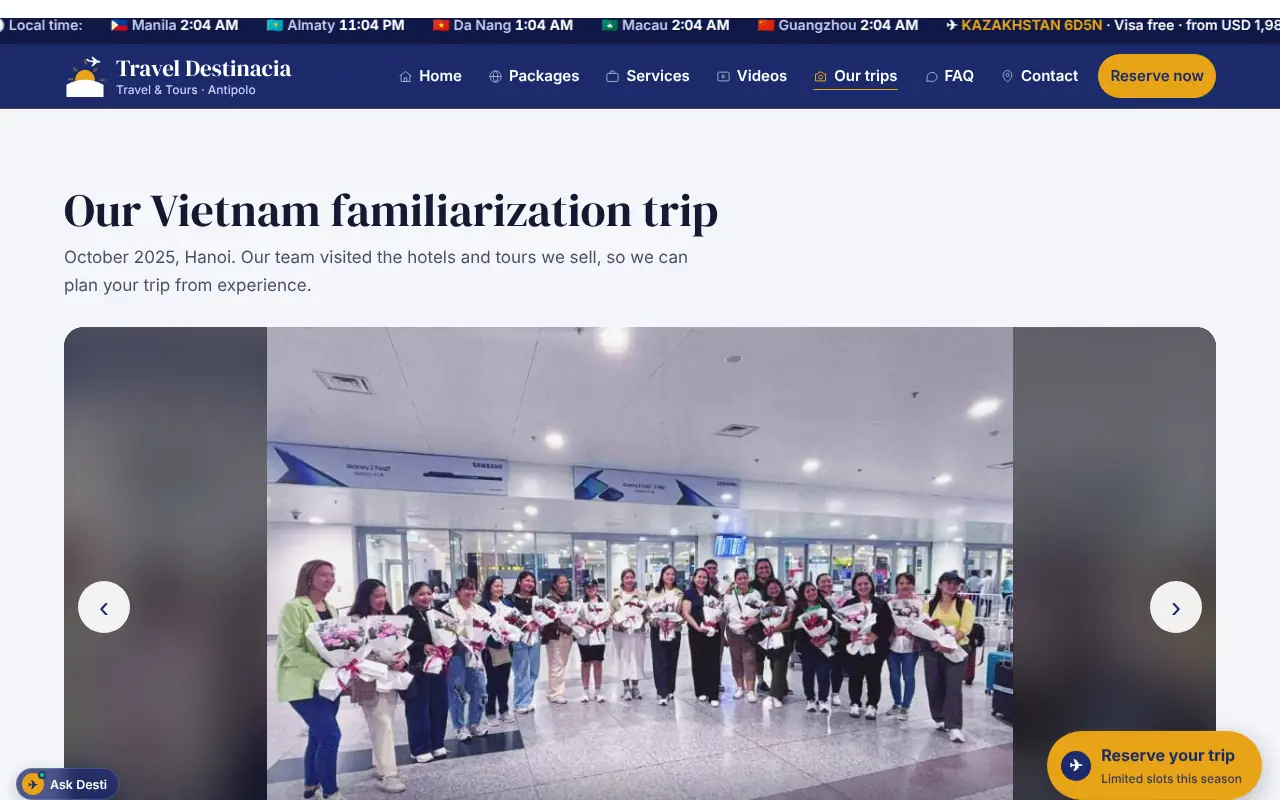 Local time: Manila 2:04 AM Almaty 11:04 PM Da Nang 1:04 AM Macau 2:04 AM Guangzhou 2:04 AM ✈ KAZAKHSTAN 6D5N · Visa free · from USD 1,98
Travel Destinacia
Travel & Tours · Antipolo
Home Packages Services Videos Our trips FAQ Contact Reserve now
Our Vietnam familiarization trip
October 2025, Hanoi. Our team visited the hotels and tours we sell, so we can
plan your trip from experience.
SAMSUNG
‹ ›
Reserve your trip
Limited slots this season
Ask Desti